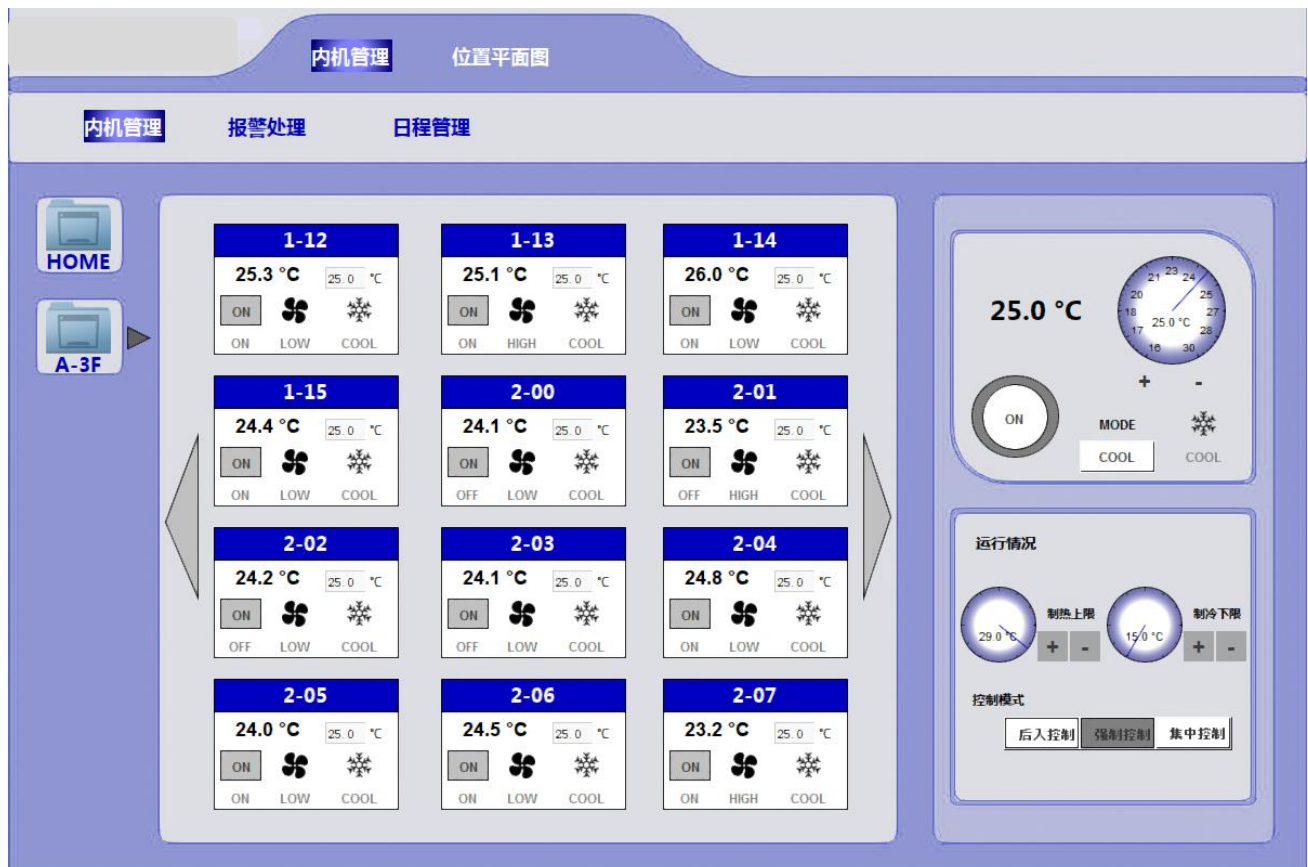 内机管理 位置平面图
内机管理 报警处理 日程管理
HOME
A-3F
1-12
25.3 °C 25.0 °C
ON
ON LOW COOL
1-13
25.1 °C 25.0 °C
ON
ON HIGH COOL
1-14
26.0 °C 25.0 °C
ON
ON LOW COOL
1-15
24.4 °C 25.0 °C
ON
ON LOW COOL
2-00
24.1 °C 25.0 °C
ON
OFF LOW COOL
2-01
23.5 °C 25.0 °C
ON
OFF HIGH COOL
2-02
24.2 °C 25.0 °C
ON
OFF LOW COOL
2-03
24.1 °C 25.0 °C
ON
OFF LOW COOL
2-04
24.8 °C 25.0 °C
ON
ON LOW COOL
2-05
24.0 °C 25.0 °C
ON
ON LOW COOL
2-06
24.5 °C 25.0 °C
ON
ON LOW COOL
2-07
23.2 °C 25.0 °C
ON
ON HIGH COOL
25.0 °C
21 23 24
20 25
18 27
17 25.0 °C 28
16 30
+ -
ON
MODE
COOL COOL
运行情况
29.0 °C 制热上限
+ -
15.0 °C 制冷下限
+ -
控制模式
后入控制 强制控制 集中控制